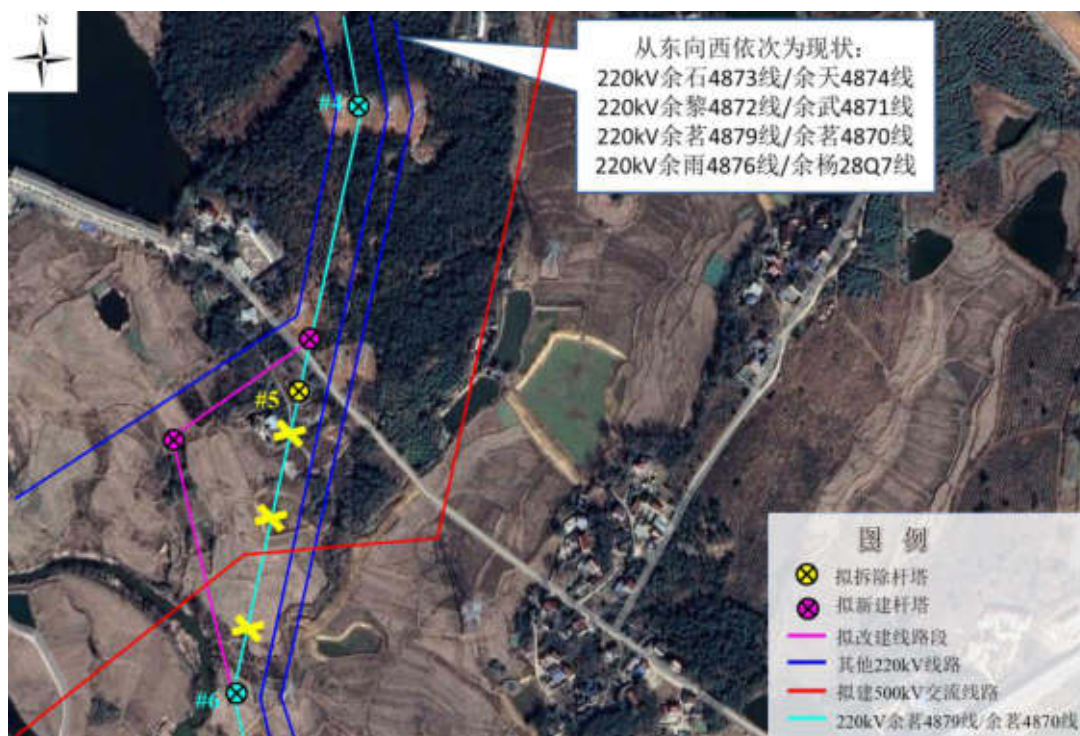 N
从东向西依次为现状：
220kV余石4873线/余天4874线
220kV余黎4872线/余武4871线
220kV余茗4879线/余茗4870线
220kV余雨4876线/余杨28Q7线
#4
#5
#6
图 例
拟拆除杆塔
拟新建杆塔
拟改建线路段
其他220kV线路
拟建500kV交流线路
220kV余茗4879线/余茗4870线